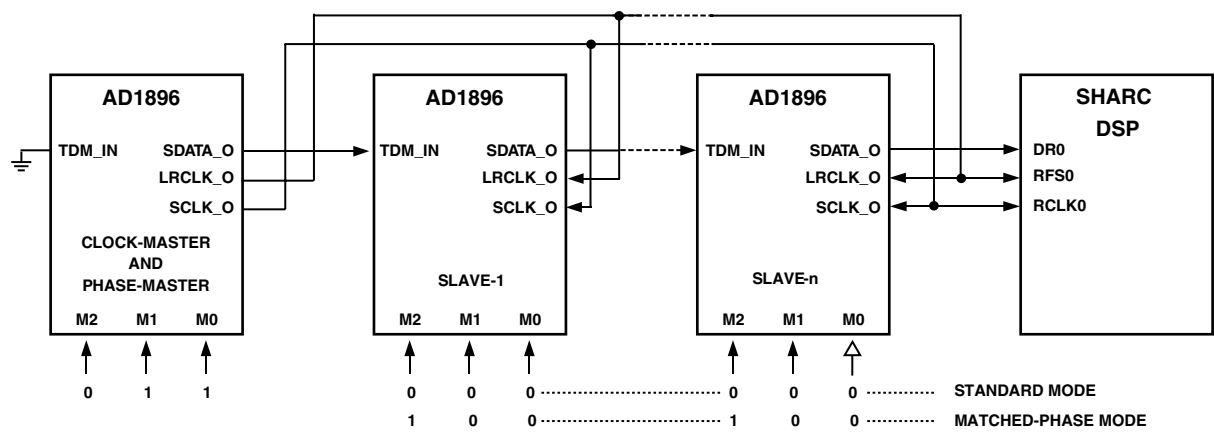 AD1896
TDM_IN
SDATA_O
LRCLK_O
SCLK_O
CLOCK-MASTER
AND
PHASE-MASTER
M2 M1 M0
0 1 1
AD1896
TDM_IN
SDATA_O
LRCLK_O
SCLK_O
SLAVE-1
M2 M1 M0
AD1896
TDM_IN
SDATA_O
LRCLK_O
SCLK_O
SLAVE-n
M2 M1 M0
SHARC
DSP
DR0
RFS0
RCLK0
0 0 0 0 0 0 STANDARD MODE
1 0 0 1 0 0 MATCHED-PHASE MODE